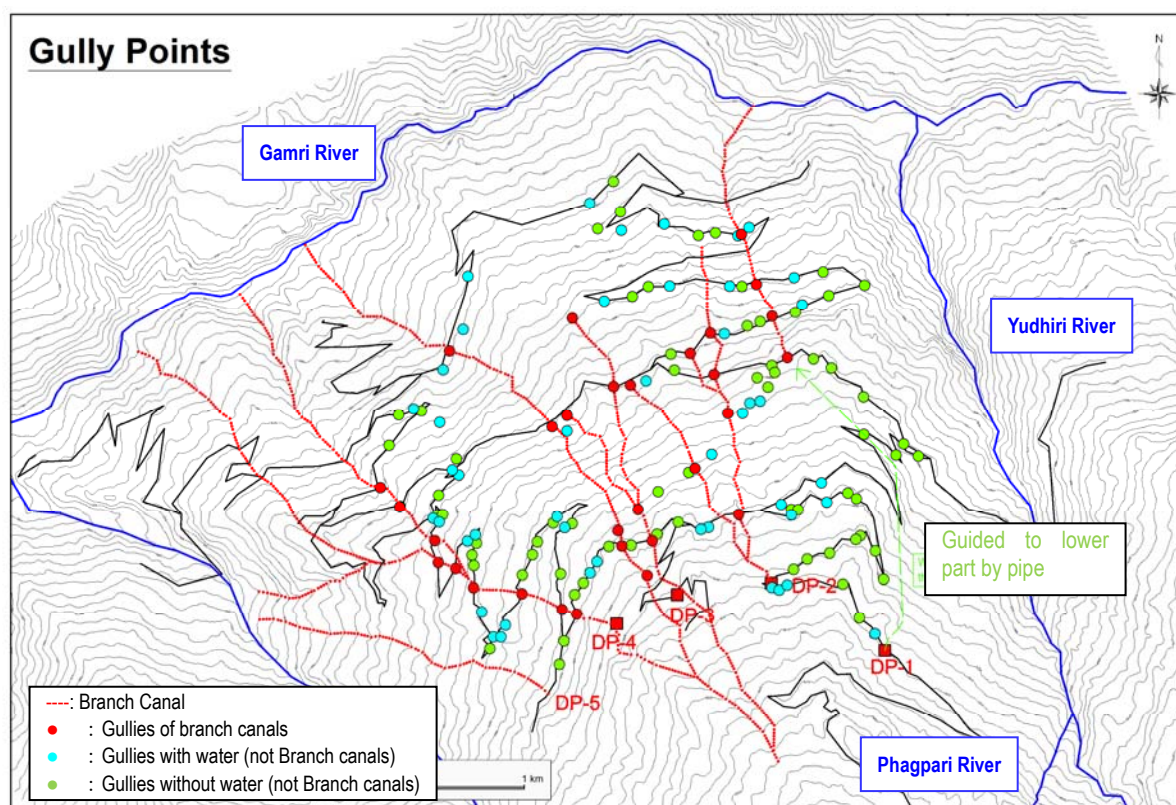 Gully Points
N
Gamri River
Yudhiri River
Guided to lower
part by pipe
DP-2
DP-3
DP-4
DP-1
DP-5
----: Branch Canal
: Gullies of branch canals
: Gullies with water (not Branch canals)
: Gullies without water (not Branch canals)
1 km
Phagpari River